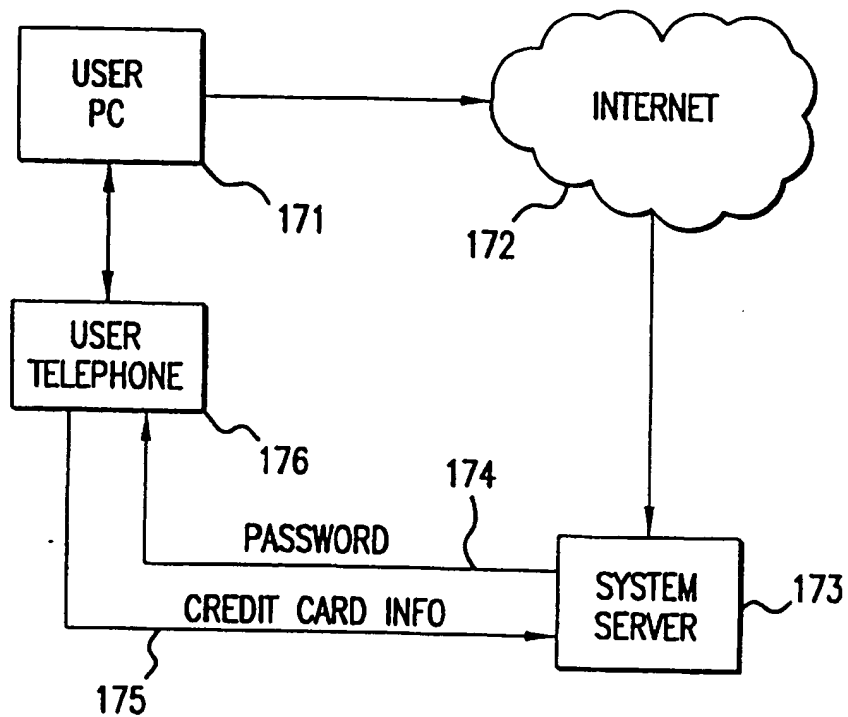 USER
PC
INTERNET
171
172
USER
TELEPHONE
176
174
PASSWORD
SYSTEM
SERVER
173
CREDIT CARD INFO
175